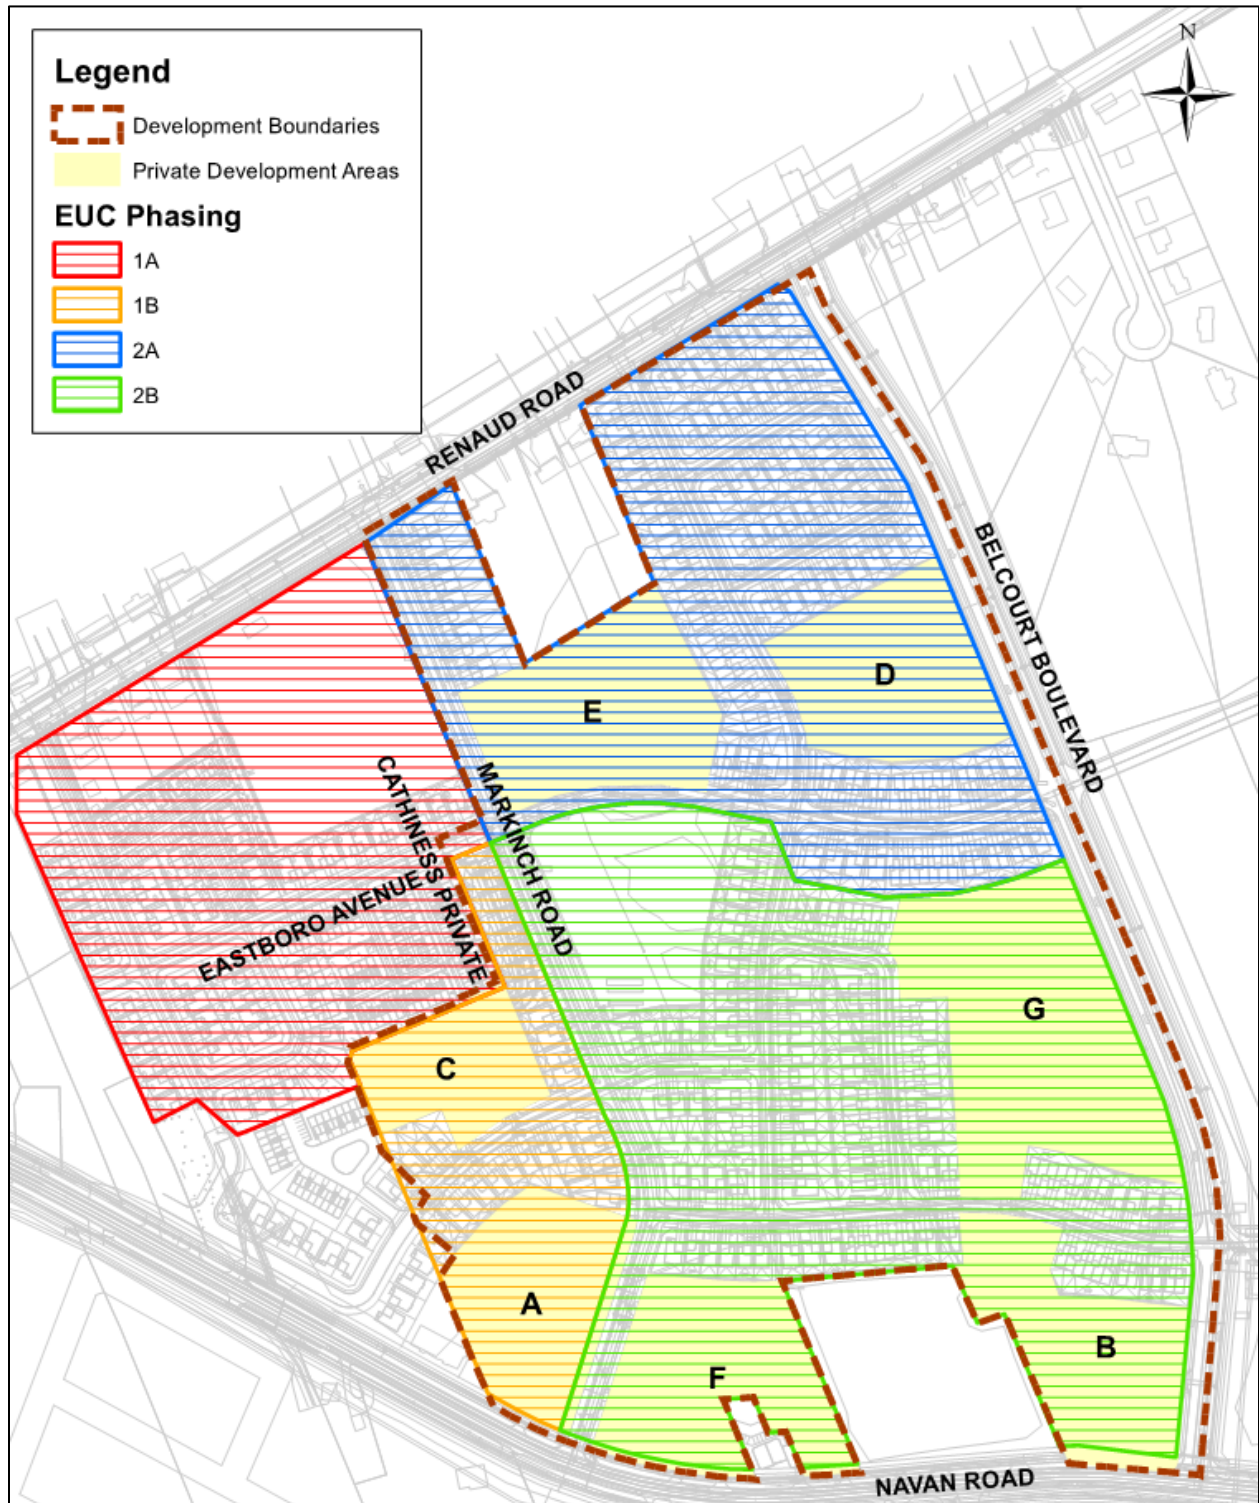 Legend
Development Boundaries
Private Development Areas
EUC Phasing
1A
1B
2A
2B
N
RENAUD ROAD
BELCOURT BOULEVARD
D
E
CATHINESS PRIVATE
MARKINCH ROAD
EASTBORO AVENUE
G
C
A
B
F
NAVAN ROAD